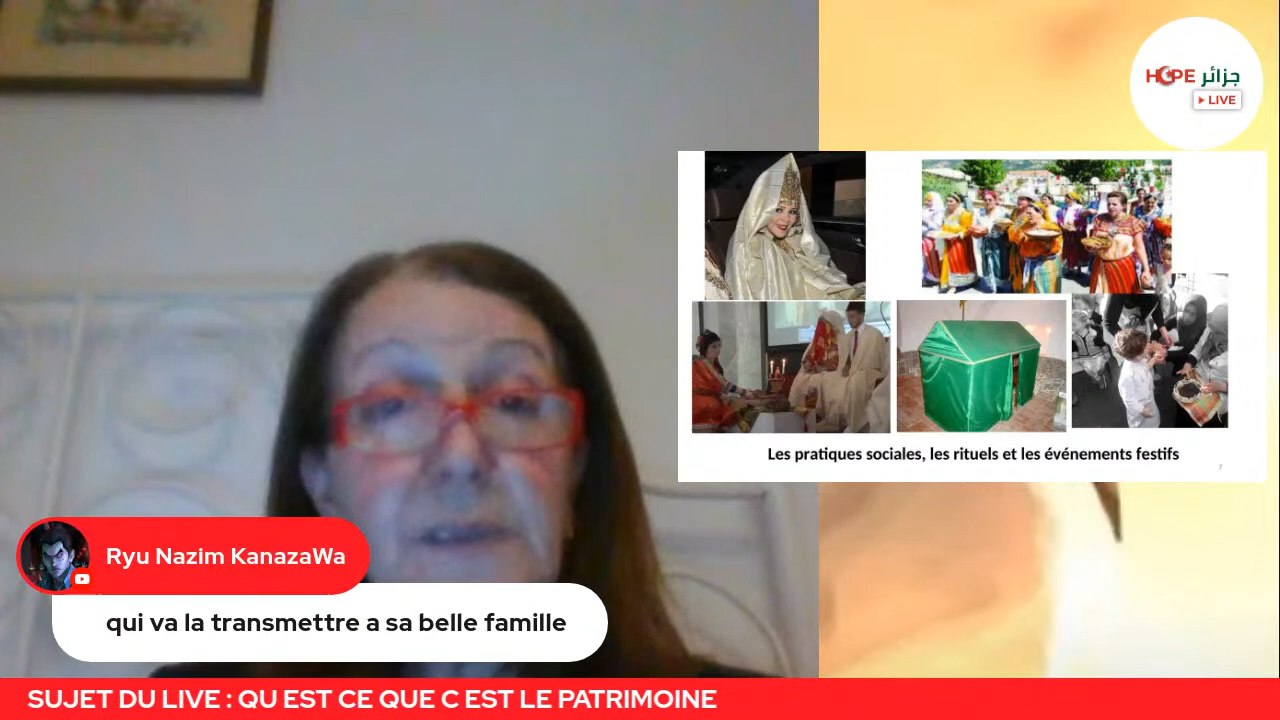 HOPE جزائر
LIVE
Les pratiques sociales, les rituels et les événements festifs
7
Ryu Nazim KanazaWa
qui va la transmettre a sa belle famille
SUJET DU LIVE : QU EST CE QUE C EST LE PATRIMOINE